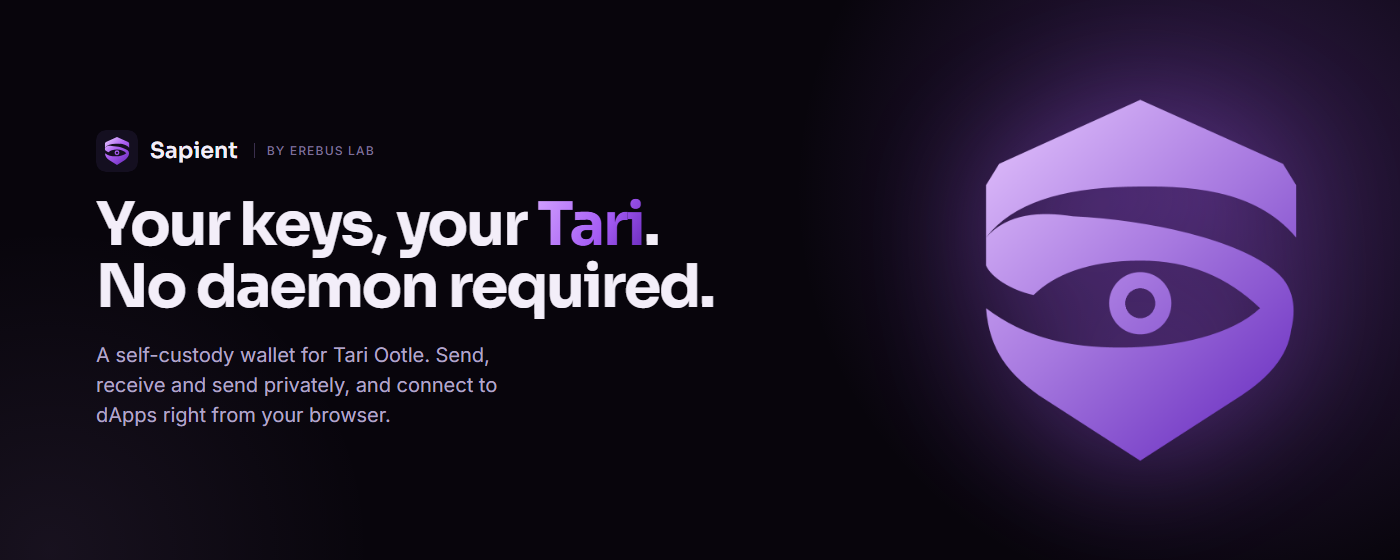 Sapient
BY EREBUS LAB
Your keys, your Tari.
No daemon required.
A self-custody wallet for Tari Ootle. Send,
receive and send privately, and connect to
dApps right from your browser.